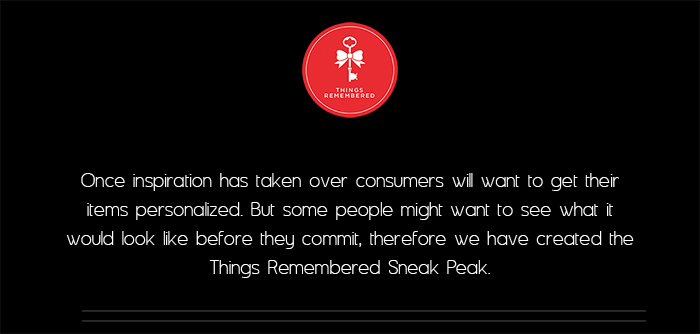 THINGS
REMEMBERED
Once inspiration has taken over consumers will want to get their
items personalized. But some people might want to see what it
would look like before they commit, therefore we have created the
Things Remembered Sneak Peak.